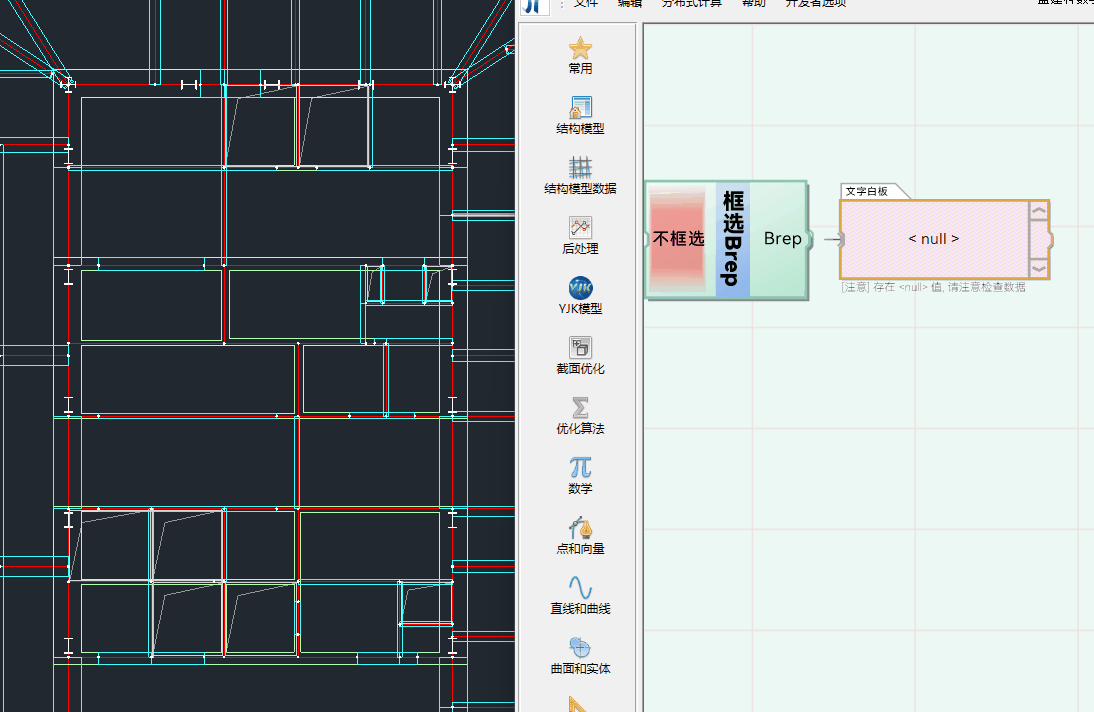 文件 编辑 分布式计算 帮助 开发者选项
常用
结构模型
结构模型数据
后处理
YJK
YJK模型
截面优化
优化算法
数学
点和向量
直线和曲线
曲面和实体
不框选
框选Brep
Brep
文字白板
< null >
[注意] 存在 <null> 值, 请注意检查数据